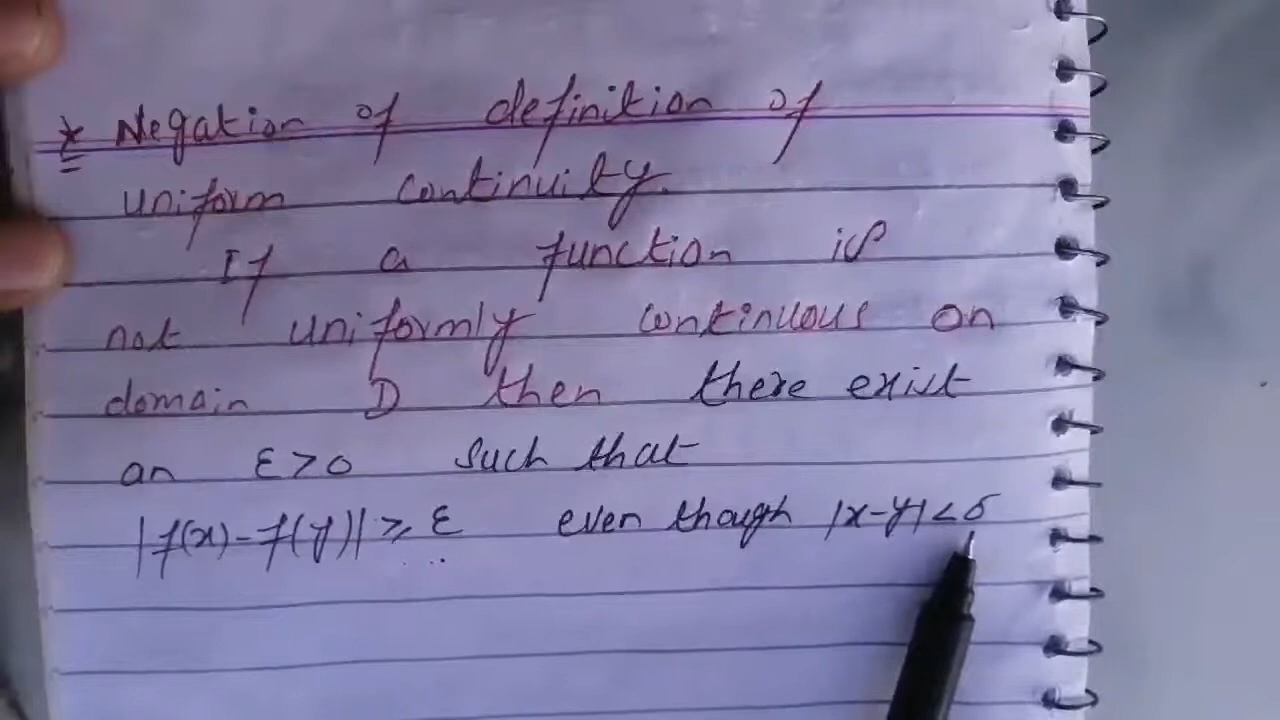 * Negation of definition of
uniform continuity.
If a function is
not uniformly continuous on
domain D then there exist
an ε>0 such that
|f(x)-f(y)| ≥ ε even though |x-y|<δ